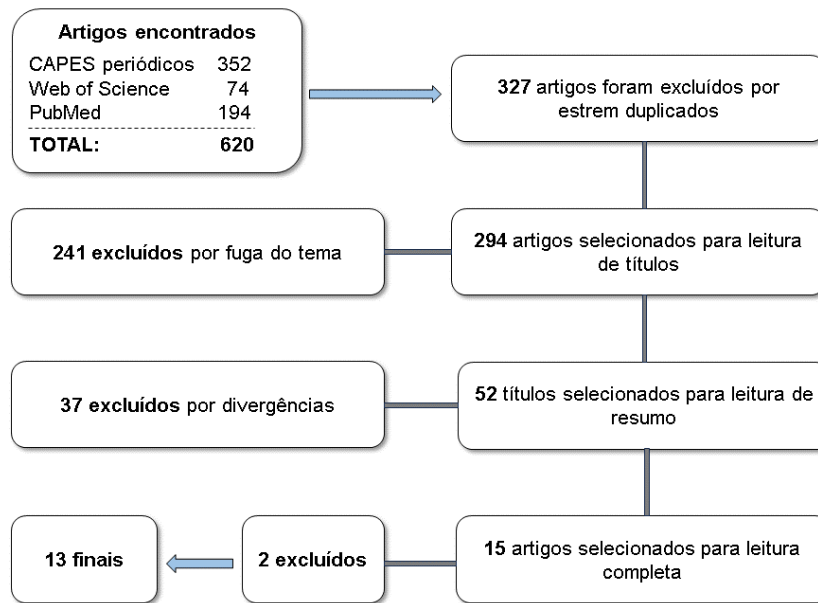 Artigos encontrados
CAPES periódicos 352
Web of Science 74
PubMed 194
TOTAL: 620
327 artigos foram excluídos por
estrem duplicados
241 excluídos por fuga do tema
294 artigos selecionados para leitura
de títulos
37 excluídos por divergências
52 títulos selecionados para leitura de
resumo
13 finais
2 excluídos
15 artigos selecionados para leitura
completa